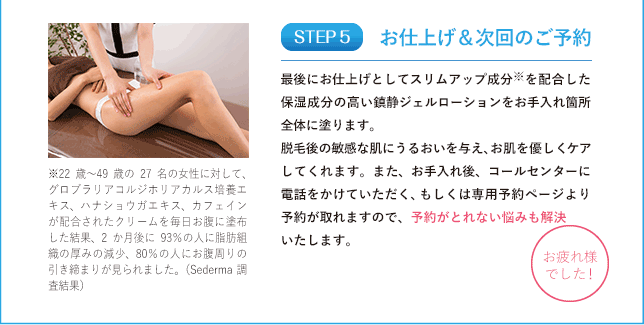 STEP 5 お仕上げ＆次回のご予約
最後にお仕上げとしてスリムアップ成分※を配合した
保湿成分の高い鎮静ジェルローションをお手入れ箇所
全体に塗ります。
脱毛後の敏感な肌にうるおいを与え、お肌を優しくケア
してくれます。また、お手入れ後、コールセンターに
電話をかけていただく、もしくは専用予約ページより
予約が取れますので、予約がとれない悩みも解決
いたします。
お疲れ様
でした！
※22 歳〜49 歳の 27 名の女性に対して、
グロブラリアコルジホリアカルス培養エ
キス、ハナショウガエキス、カフェイン
が配合されたクリームを毎日お腹に塗布
した結果、2 か月後に 93%の人に脂肪組
織の厚みの減少、80%の人にお腹周りの
引き締まりが見られました。（Sederma 調
査結果）